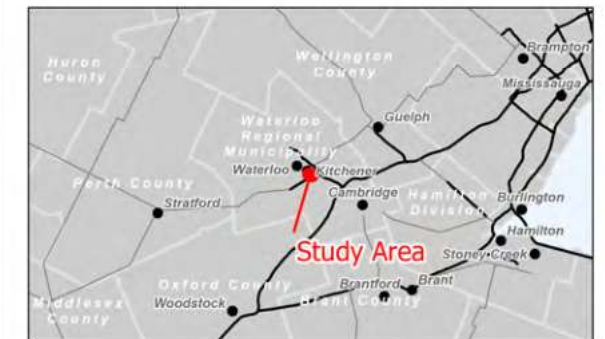 Brampton
Huron
County
Wellington
County
Mississauga
Guelph
Waterloo
Regional
Municipality
Waterloo
Kitchener
Perth County
Cambridge
Hamilton
Division
Burlington
Stratford
Hamilton
Study Area
Stoney Creek
Oxford County
Brantford
Brant
Middlesex
County
Woodstock
Brant County